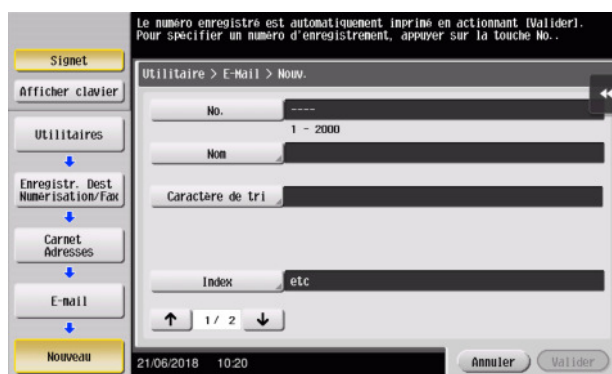 Le numéro enregistré est automatiquement imprimé en actionnant [Valider].
Pour spécifier un numéro d'enregistrement, appuyer sur la touche No..
Signet
Afficher clavier
Utilitaires
Enregistr. Dest
Numérisation/Fax
Carnet
Adresses
E-mail
Nouveau
Utilitaire > E-Mail > Nouv.
No.
----
1 - 2000
Nom
Caractère de tri
Index
etc
1/ 2
21/06/2018 10:20
Annuler
Valider